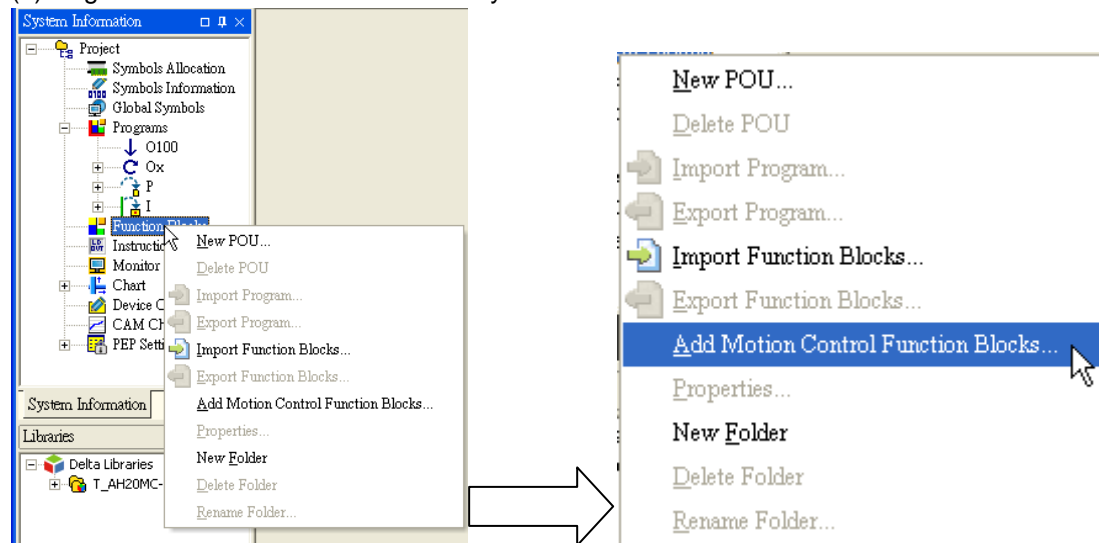 System Information
Project
Symbols Allocation
Symbols Information
Global Symbols
Programs
O100
Ox
P
I
Function Blocks
Monitor
Chart
Device C
CAM Ch
PEP Setti
System Information
Libraries
Delta Libraries
T_AH20MC-
New POU...
Delete POU
Import Program...
Export Program...
Import Function Blocks...
Export Function Blocks...
Add Motion Control Function Blocks...
Properties...
New Folder
Delete Folder
Rename Folder...
New POU...
Delete POU
Import Program...
Export Program...
Import Function Blocks...
Export Function Blocks...
Add Motion Control Function Blocks...
Properties...
New Folder
Delete Folder
Rename Folder...